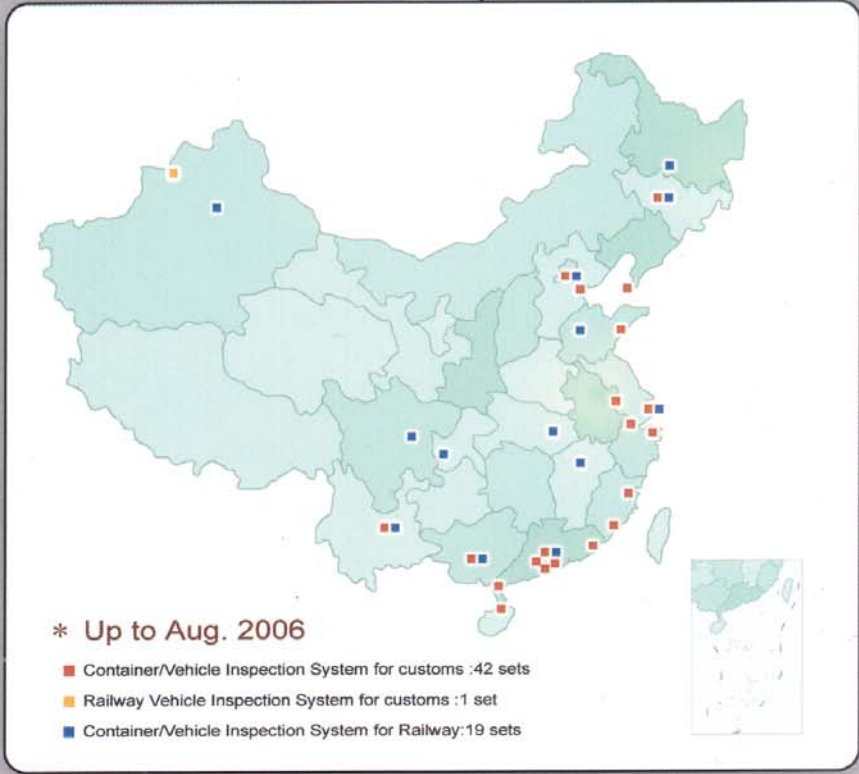 * Up to Aug. 2006
Container/Vehicle Inspection System for customs :42 sets
Railway Vehicle Inspection System for customs :1 set
Container/Vehicle Inspection System for Railway:19 sets